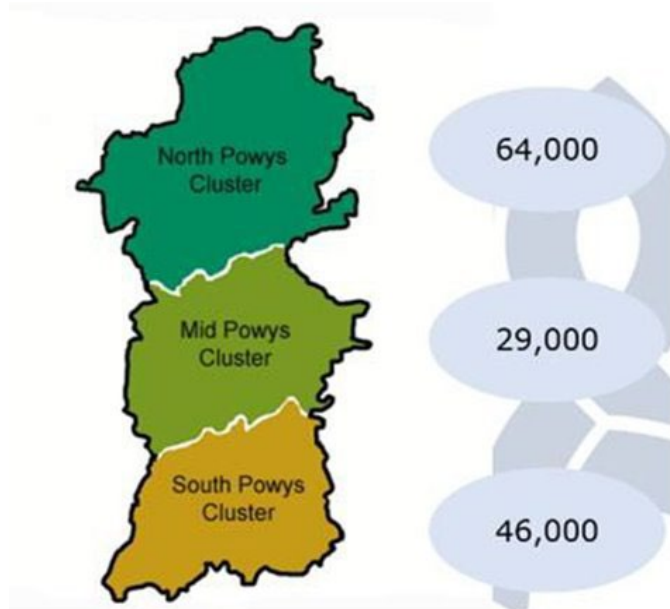 North Powys
Cluster
64,000
Mid Powys
Cluster
29,000
South Powys
Cluster
46,000